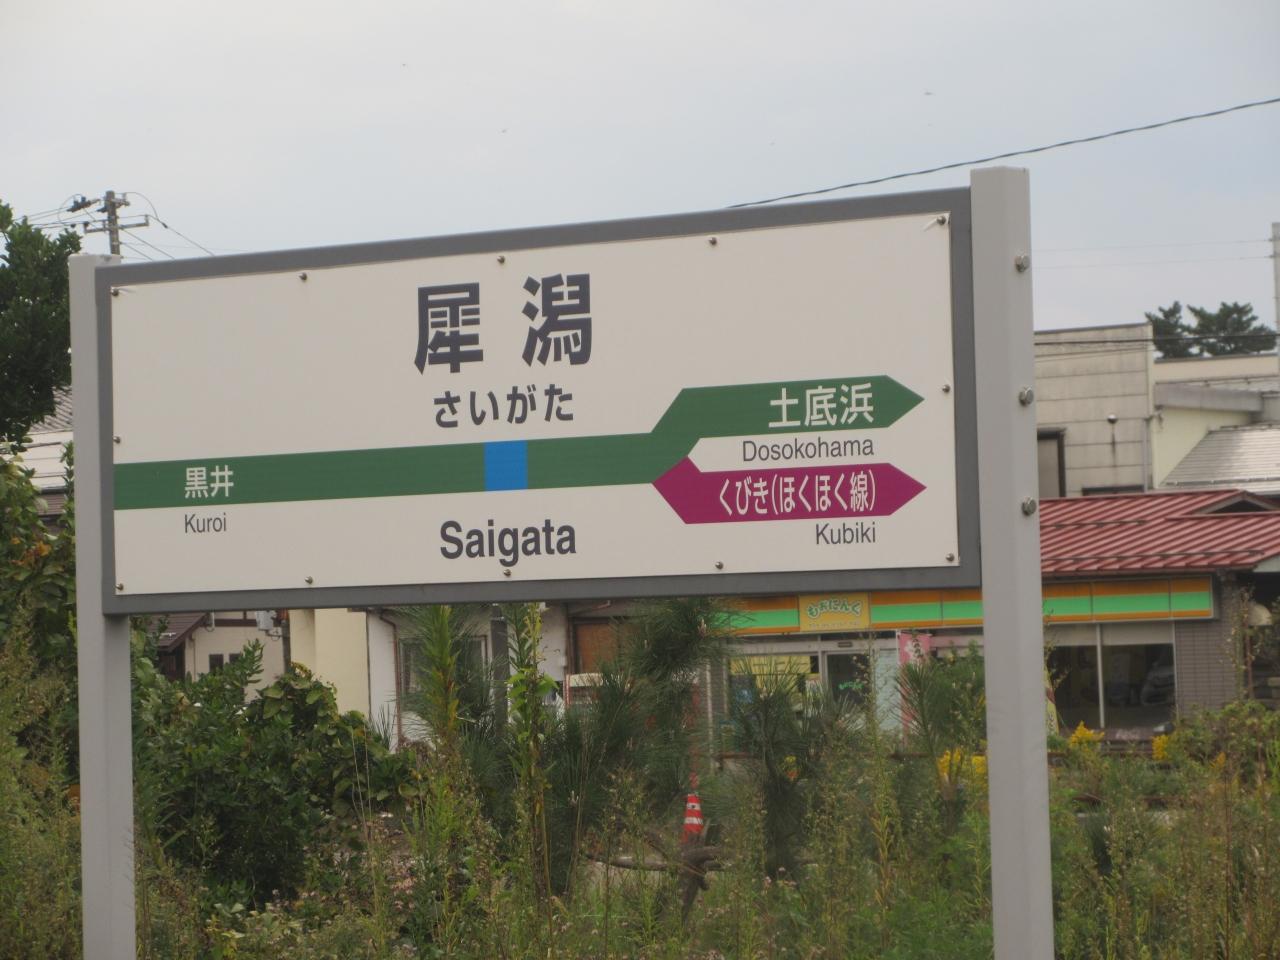 犀潟
さいがた
土底浜
Dosokohama
黒井
Kuroi
くびき(ほくほく線)
Kubiki
Saigata